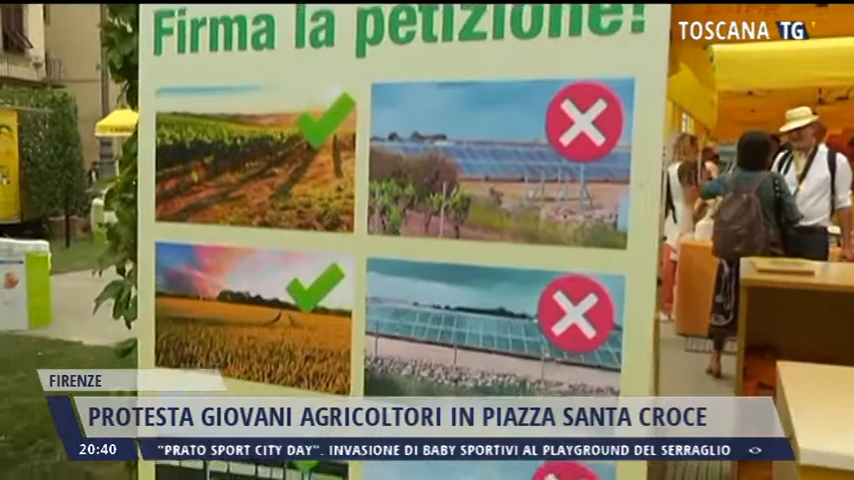 Firma la petizione!
TOSCANA TG
FIRENZE
PROTESTA GIOVANI AGRICOLTORI IN PIAZZA SANTA CROCE
20:40
"PRATO SPORT CITY DAY". INVASIONE DI BABY SPORTIVI AL PLAYGROUND DEL SERRAGLIO